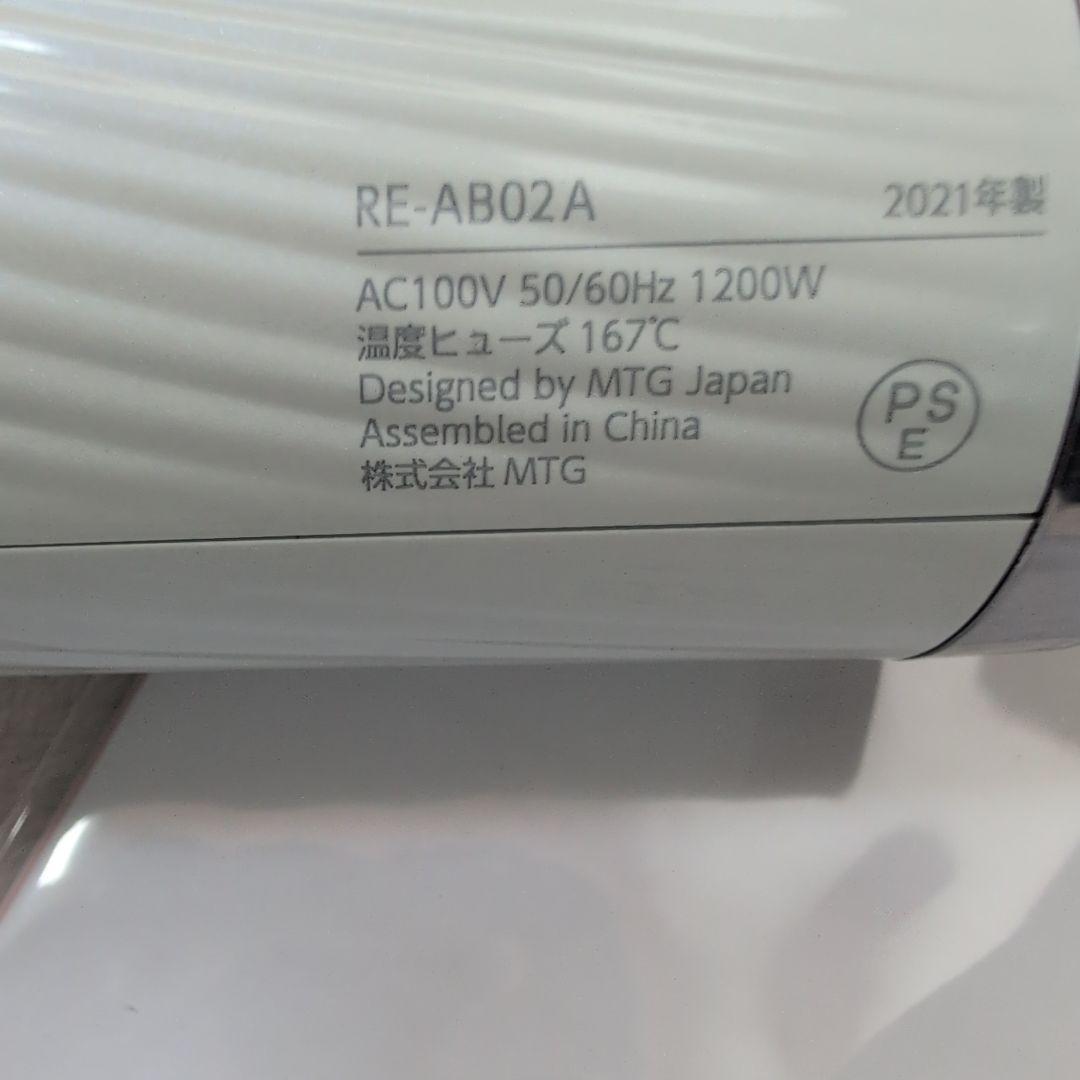 RE-AB02A 2021年製
AC100V 50/60Hz 1200W
温度ヒューズ 167℃
Designed by MTG Japan
Assembled in China
株式会社 MTG
PS
E